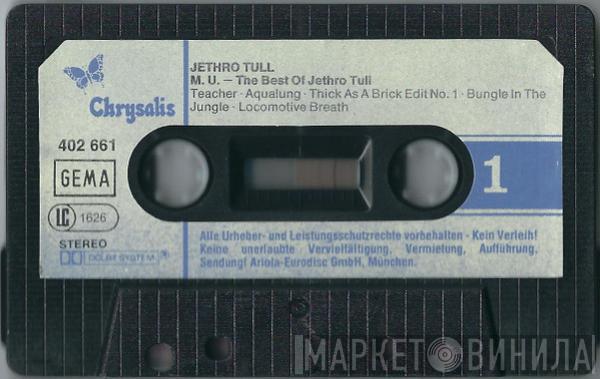 JETHRO TULL
M. U. – The Best Of Jethro Tull
Teacher · Aqualung · Thick As A Brick Edit No. 1 · Bungle In The
Jungle · Locomotive Breath
Chrysalis
402 661
GEMA
LC 1626
STEREO
DOLBY SYSTEM
1
Alle Urheber- und Leistungsschutzrechte vorbehalten - Kein Verleih!
Keine unerlaubte Vervielfältigung, Vermietung, Aufführung,
Sendung! Ariola-Eurodisc GmbH, München.
МАРКЕТ ВИНИЛА